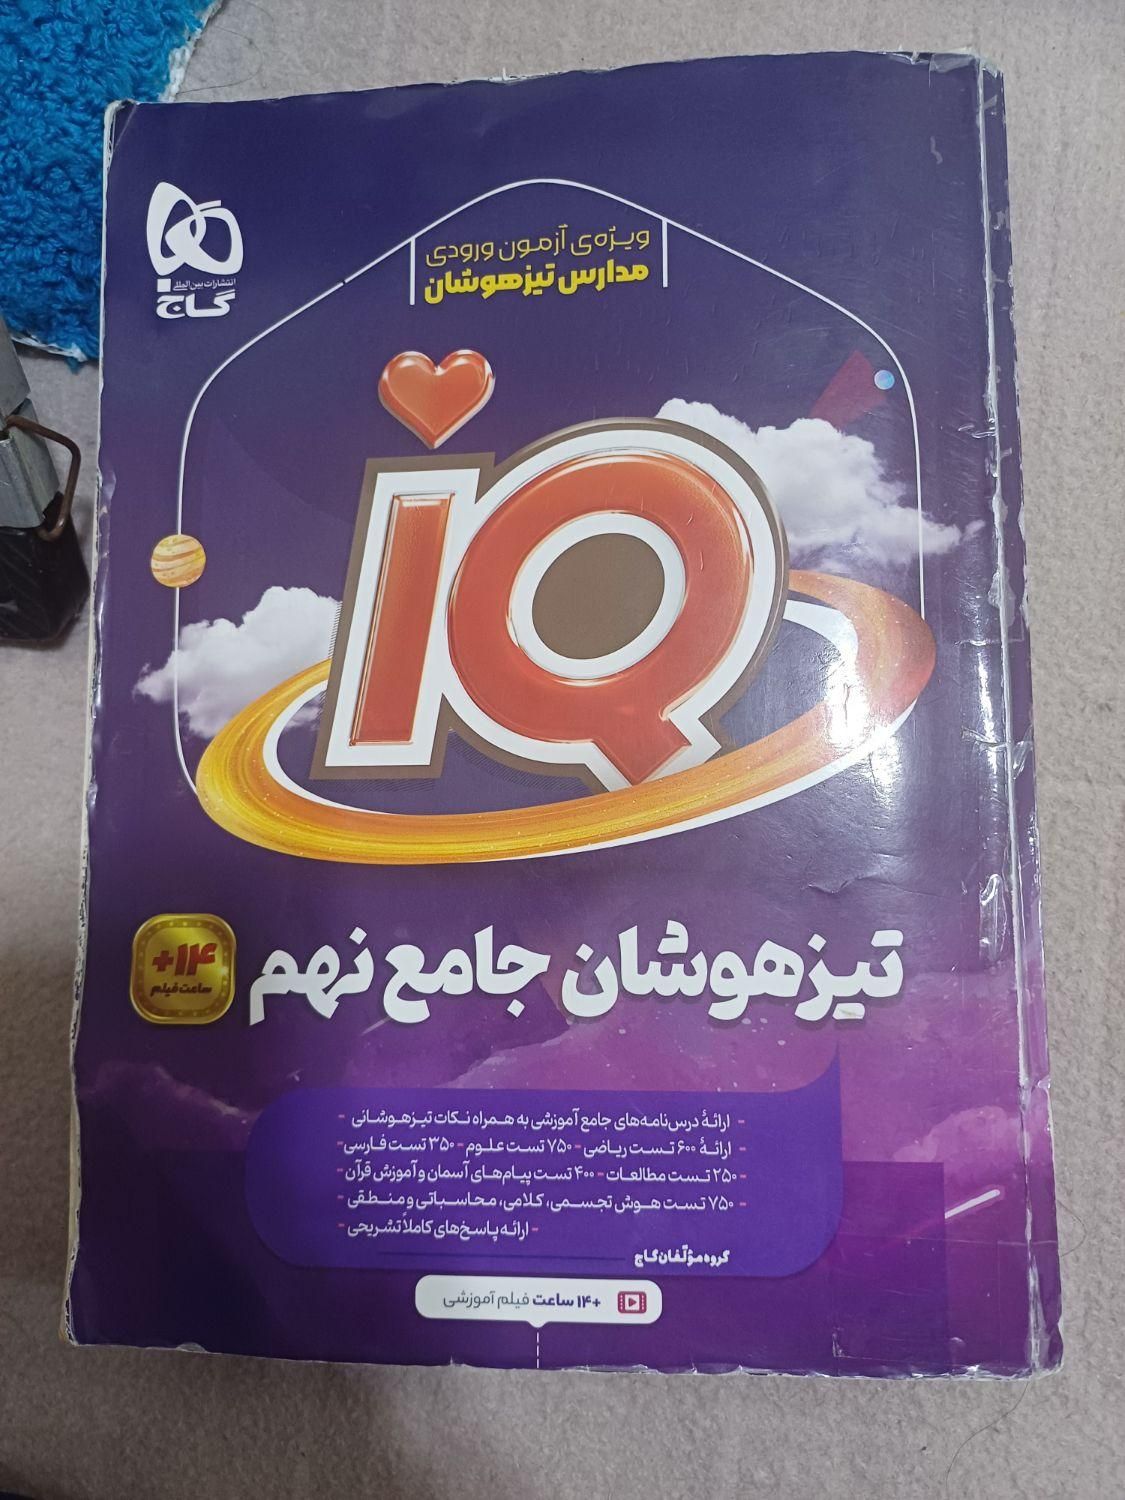 ویژه‌ی آزمون ورودی
مدارس تیزهوشان
انتشارات بین‌المللی
گاج
IQ
تیزهوشان جامع نهم
+۱۴
ساعت فیلم
- ارائهٔ درس‌نامه‌های جامع آموزشی به همراه نکات تیزهوشانی -
- ارائهٔ ۶۰۰ تست ریاضی - ۷۵۰ تست علوم - ۳۵۰ تست فارسی -
- ۲۵۰ تست مطالعات - ۴۰۰ تست پیام‌های آسمان و آموزش قرآن -
- ۷۵۰ تست هوش تجسمی، کلامی، محاسباتی و منطقی -
- ارائه پاسخ‌های کاملاً تشریحی -
گروه مؤلفان گاج
+۱۴ ساعت فیلم آموزشی